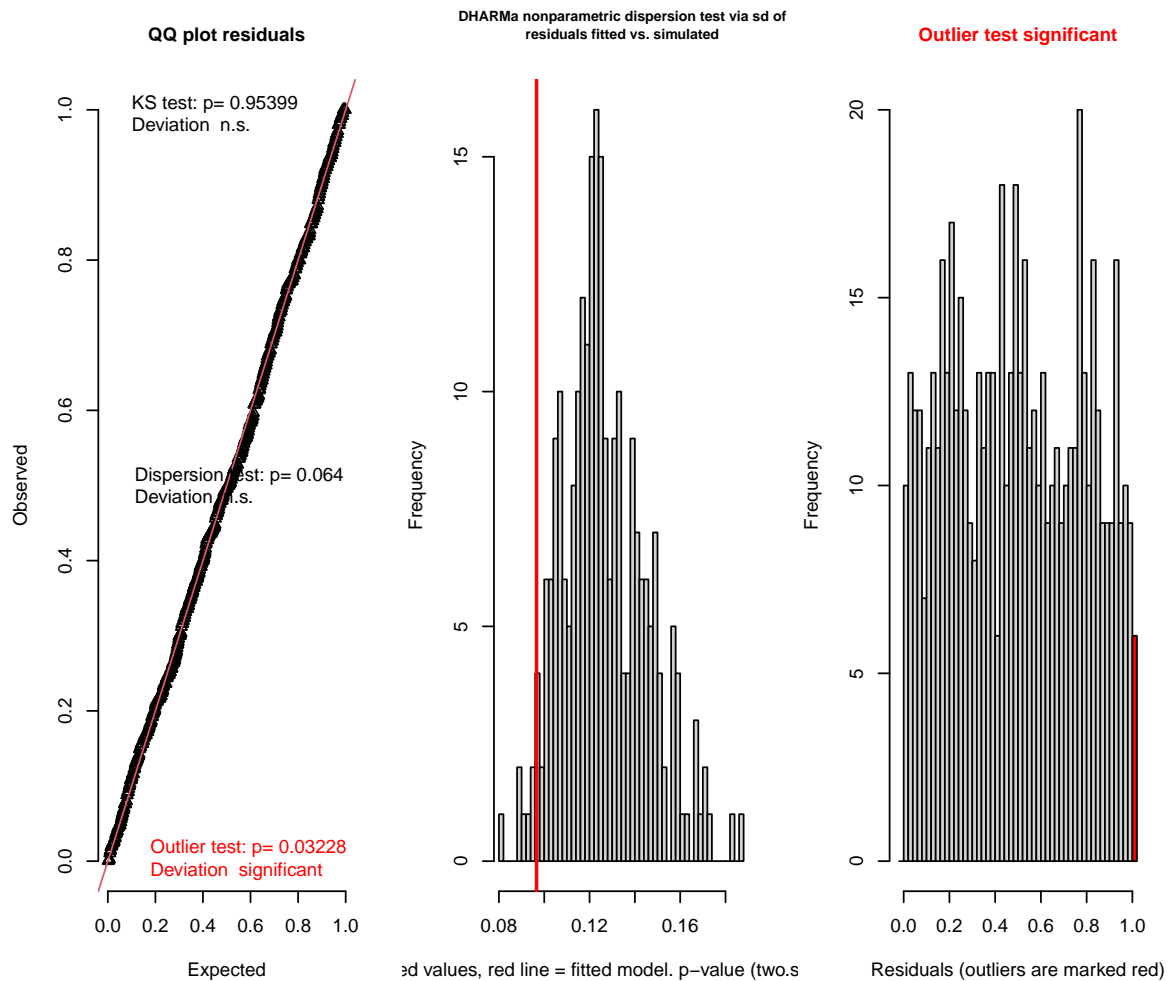 QQ plot residuals
KS test: p= 0.95399
Deviation n.s.
Dispersion test: p= 0.064
Deviation n.s.
Outlier test: p= 0.03228
Deviation significant
Observed
0.0
0.2
0.4
0.6
0.8
1.0
0.0 0.2 0.4 0.6 0.8 1.0
Expected
DHARMa nonparametric dispersion test via sd of
residuals fitted vs. simulated
Frequency
0
5
10
15
0.08 0.12 0.16
ed values, red line = fitted model. p−value (two.s
Outlier test significant
Frequency
0
5
10
15
20
0.0 0.2 0.4 0.6 0.8 1.0
Residuals (outliers are marked red)